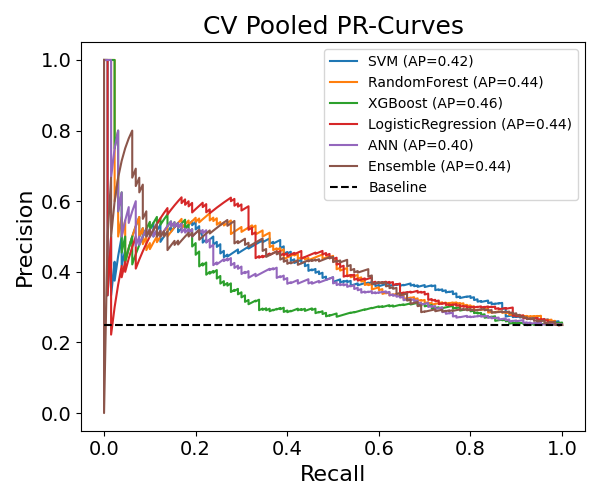 CV Pooled PR-Curves
SVM (AP=0.42)
RandomForest (AP=0.44)
XGBoost (AP=0.46)
LogisticRegression (AP=0.44)
ANN (AP=0.40)
Ensemble (AP=0.44)
Baseline
Precision
1.0
0.8
0.6
0.4
0.2
0.0
0.0 0.2 0.4 0.6 0.8 1.0
Recall